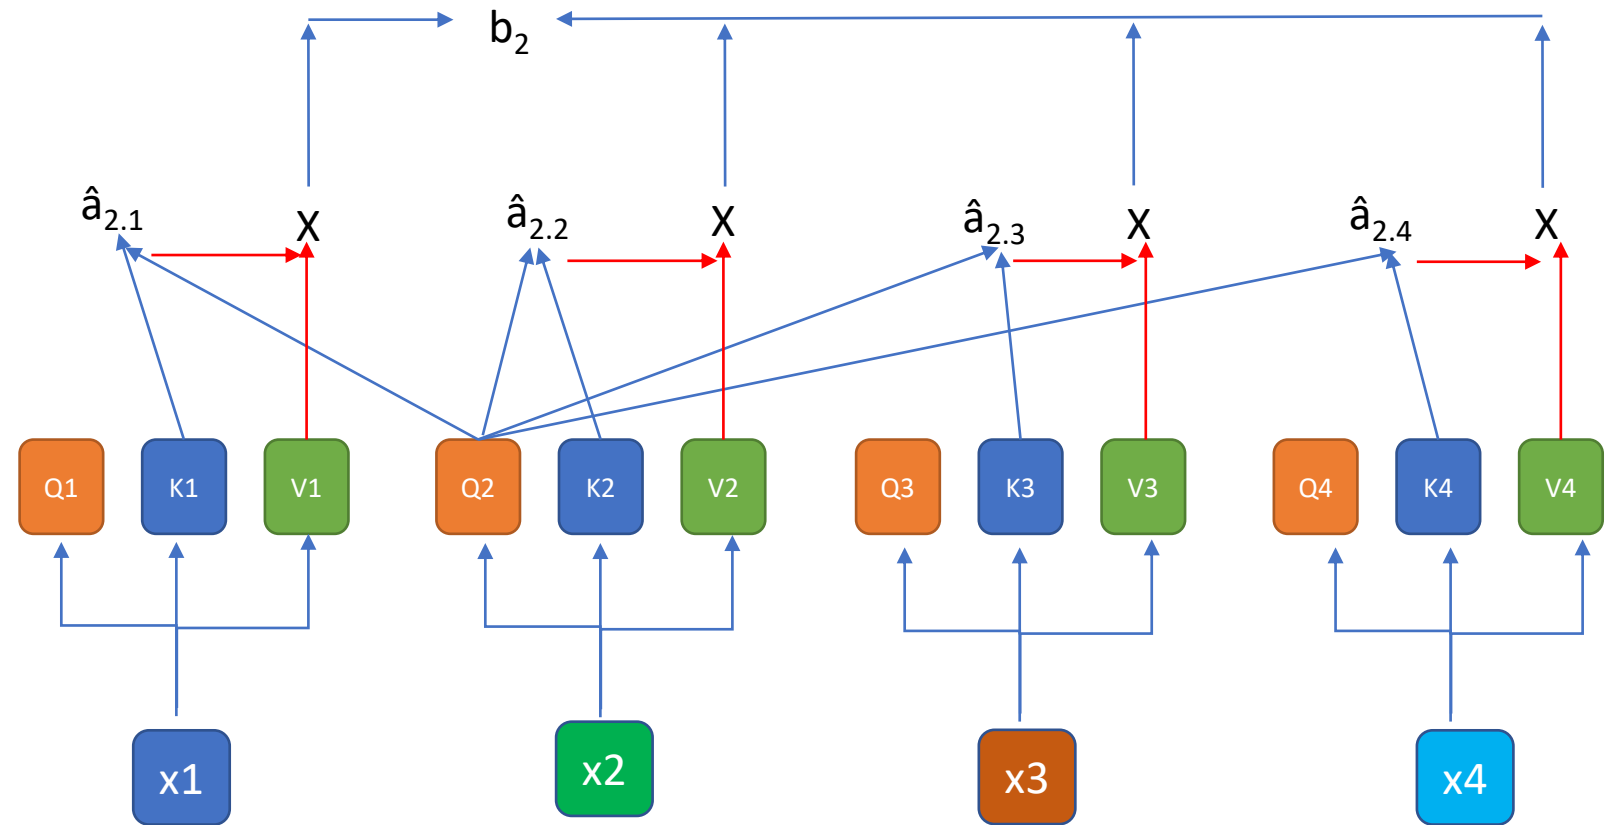 b₂
â₂.₁ X â₂.₂ X â₂.₃ X â₂.₄ X
Q1 K1 V1 Q2 K2 V2 Q3 K3 V3 Q4 K4 V4
x1 x2 x3 x4